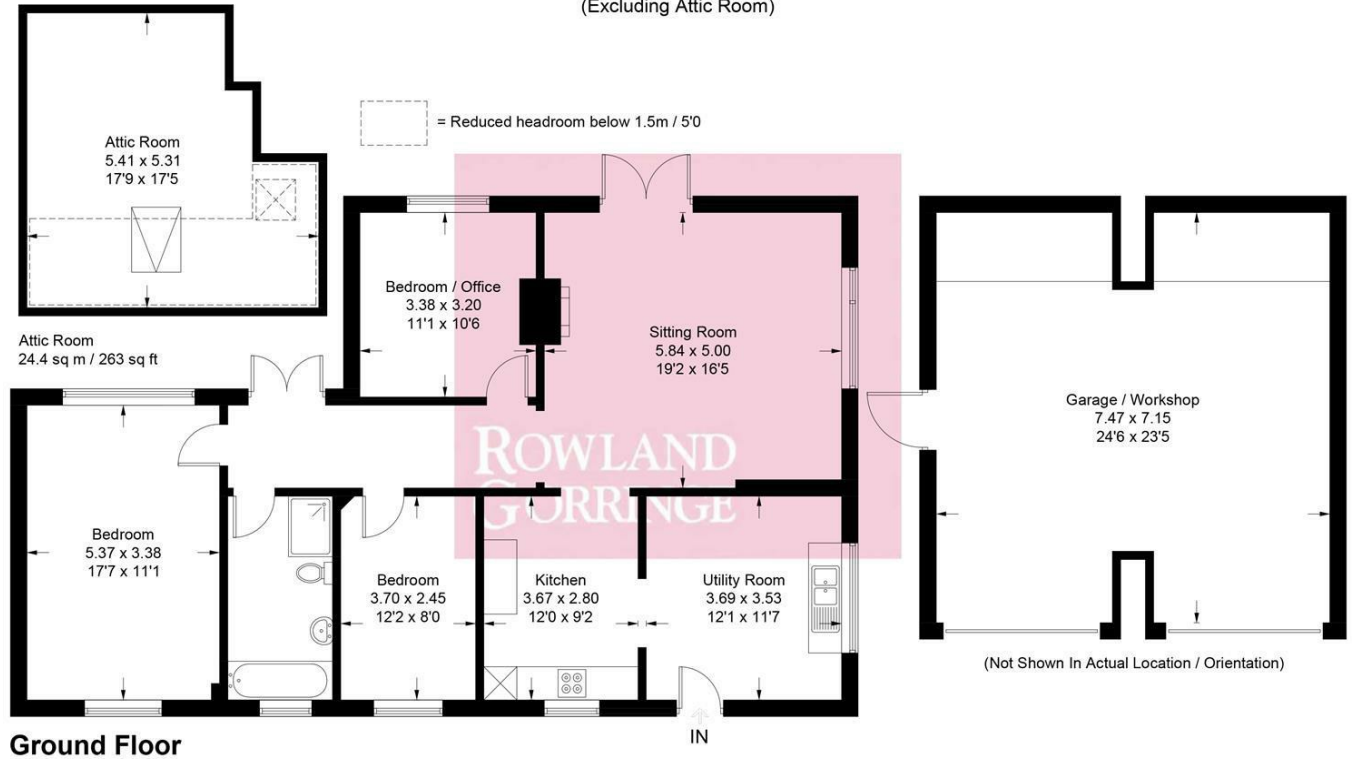 (Excluding Attic Room)
Attic Room
5.41 x 5.31
17'9 x 17'5
= Reduced headroom below 1.5m / 5'0
Attic Room
24.4 sq m / 263 sq ft
Bedroom / Office
3.38 x 3.20
11'1 x 10'6
Sitting Room
5.84 x 5.00
19'2 x 16'5
Garage / Workshop
7.47 x 7.15
24'6 x 23'5
ROWLAND
GORRINGE
Bedroom
5.37 x 3.38
17'7 x 11'1
Bedroom
3.70 x 2.45
12'2 x 8'0
Kitchen
3.67 x 2.80
12'0 x 9'2
Utility Room
3.69 x 3.53
12'1 x 11'7
(Not Shown In Actual Location / Orientation)
IN
Ground Floor